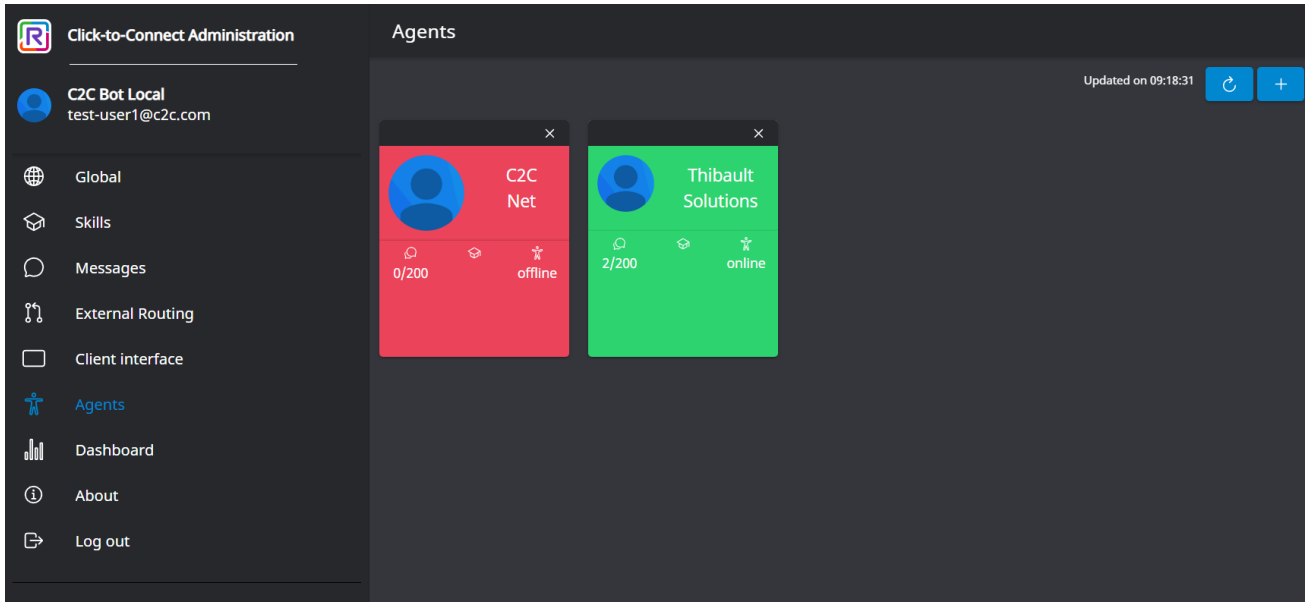 R
Click-to-Connect Administration
C2C Bot Local
test-user1@c2c.com
Global
Skills
Messages
External Routing
Client interface
Agents
Dashboard
About
Log out
Agents
Updated on 09:18:31
C2C
Net
0/200
offline
Thibault
Solutions
2/200
online